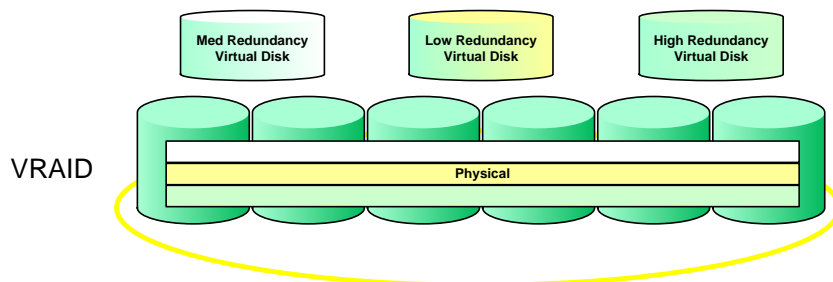 Med Redundancy
Virtual Disk
Low Redundancy
Virtual Disk
High Redundancy
Virtual Disk
VRAID
Physical